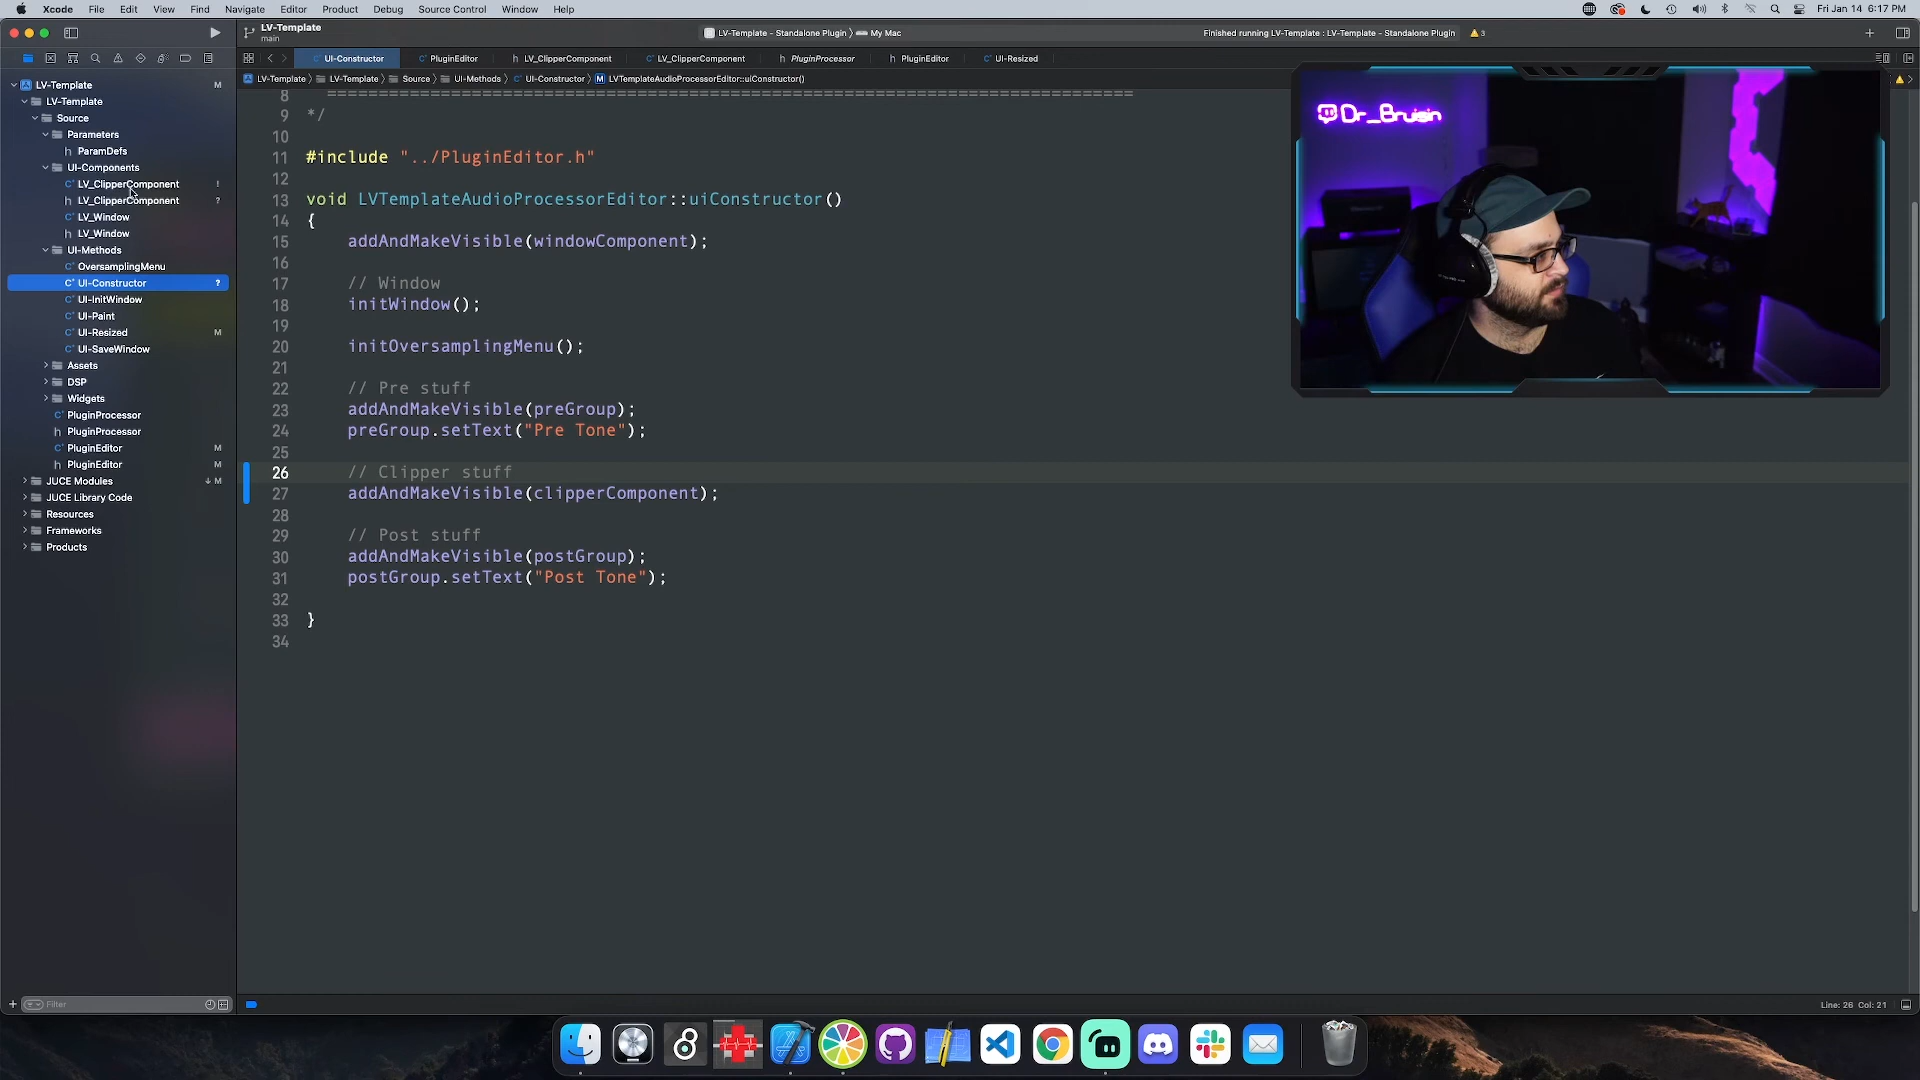 Xcode File Edit View Find Navigate Editor Product Debug Source Control Window Help Fri Jan 14 6:17 PM
LV-Template
main
LV-Template – Standalone Plugin 〉 My Mac
Finished running LV-Template : LV-Template – Standalone Plugin
3
UI-Constructor PluginEditor LV_ClipperComponent LV_ClipperComponent PluginProcessor PluginEditor UI-Resized
LV-Template 〉 LV-Template 〉 Source 〉 UI-Methods 〉 UI-Constructor 〉 M LVTemplateAudioProcessorEditor::uiConstructor()
LV-Template M
LV-Template
Source
Parameters
ParamDefs
UI-Components
LV_ClipperComponent !
LV_ClipperComponent ?
LV_Window
LV_Window
UI-Methods
OversamplingMenu
UI-Constructor ?
UI-InitWindow
UI-Paint
UI-Resized M
UI-SaveWindow
Assets
DSP
Widgets
PluginProcessor
PluginProcessor
PluginEditor M
PluginEditor M
JUCE Modules M
JUCE Library Code
Resources
Frameworks
Products
Filter
8 ==============================================================================
9 */
10
11 #include "../PluginEditor.h"
12
13 void LVTemplateAudioProcessorEditor::uiConstructor()
14 {
15 addAndMakeVisible(windowComponent);
16
17 // Window
18 initWindow();
19
20 initOversamplingMenu();
21
22 // Pre stuff
23 addAndMakeVisible(preGroup);
24 preGroup.setText("Pre Tone");
25
26 // Clipper stuff
27 addAndMakeVisible(clipperComponent);
28
29 // Post stuff
30 addAndMakeVisible(postGroup);
31 postGroup.setText("Post Tone");
32
33 }
34
Dr_Bruisin
Line: 26 Col: 21